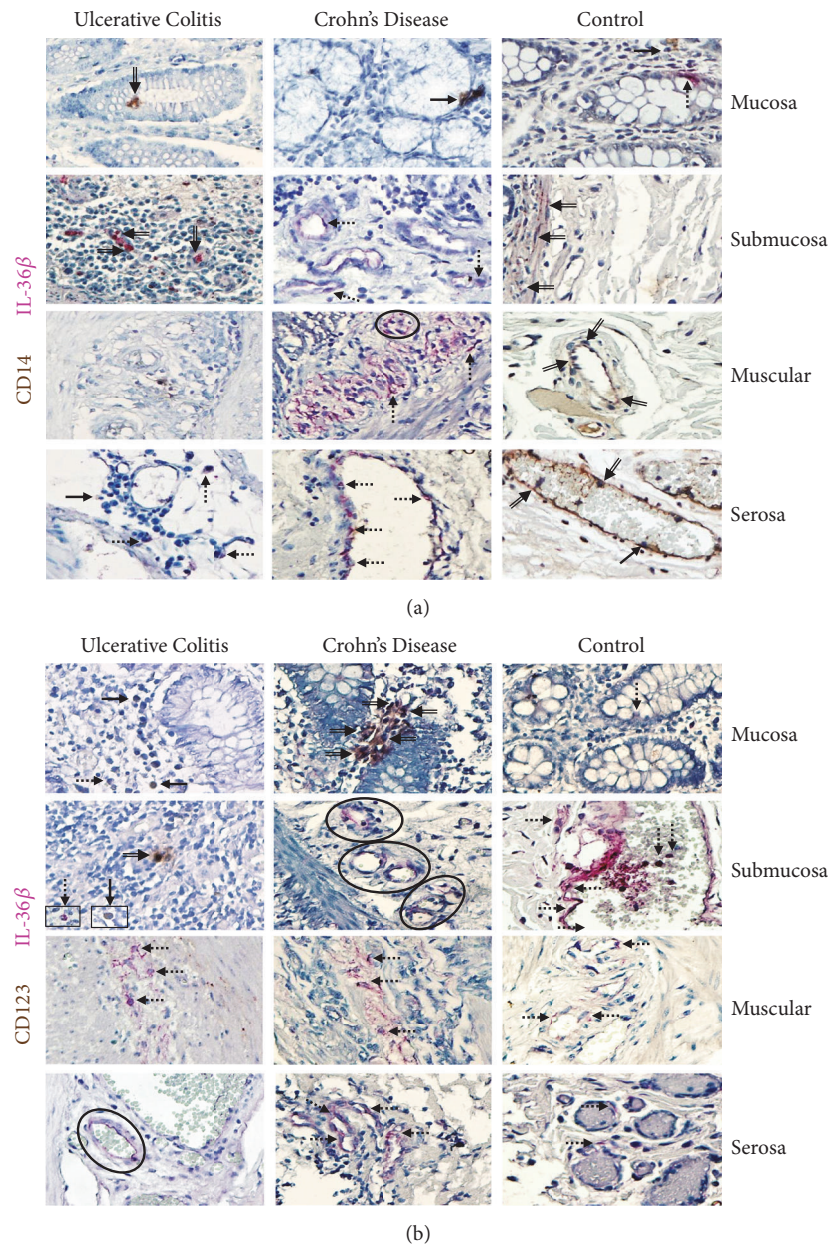 Ulcerative Colitis Crohn's Disease Control
Mucosa
Submucosa
Muscular
Serosa
CD14 IL-36β
(a)
Ulcerative Colitis Crohn's Disease Control
Mucosa
Submucosa
Muscular
Serosa
CD123 IL-36β
(b)